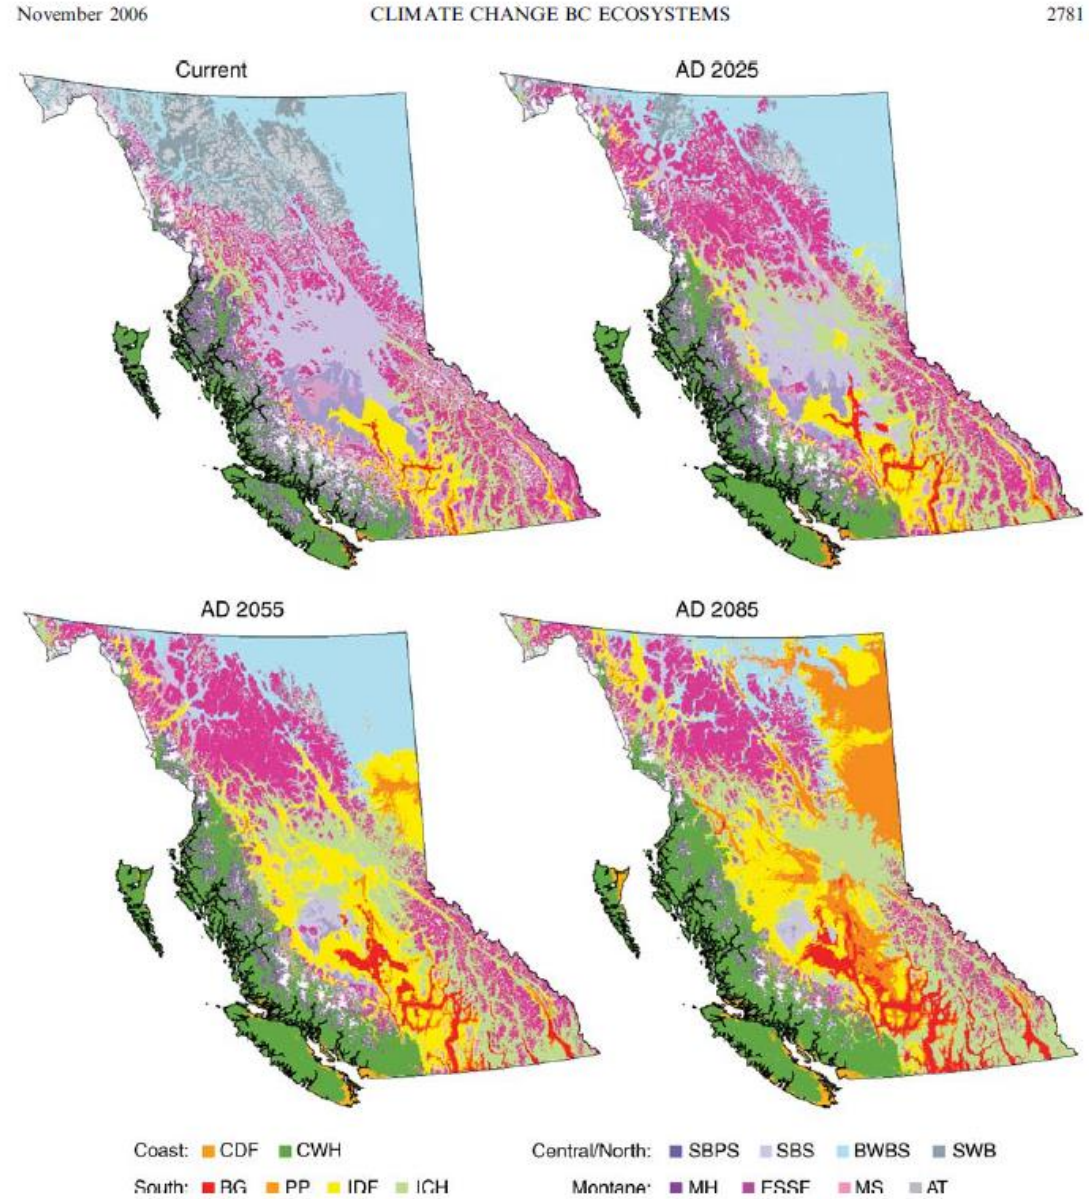 November 2006 CLIMATE CHANGE BC ECOSYSTEMS 2781
Current AD 2025
AD 2055 AD 2085
Coast: CDF CWH Central/North: SBPS SBS BWBS SWB
South: BG PP IDF ICH Montane: MH ESSF MS AT